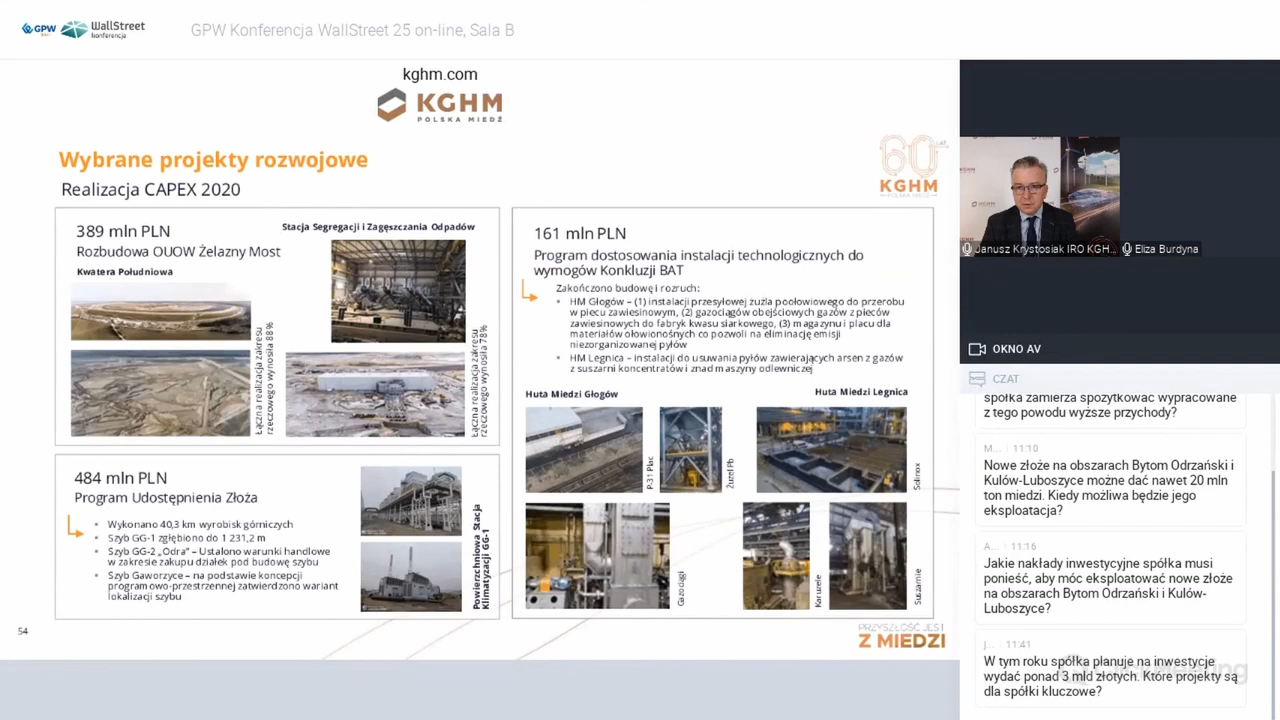 GPW
WallStreet
konferencja
GPW Konferencja WallStreet 25 on-line, Sala B
kghm.com
KGHM
POLSKA MIEDŹ
Wybrane projekty rozwojowe
Realizacja CAPEX 2020
60 LAT
KGHM
POLSKA MIEDŹ
389 mln PLN
Rozbudowa OUOW Żelazny Most
Kwatera Południowa
Łączna realizacja zakresu
rzeczowego wynosiła 88%
Stacja Segregacji i Zagęszczania Odpadów
Łączna realizacja zakresu
rzeczowego wynosiła 78%
484 mln PLN
Program Udostępnienia Złoża
• Wykonano 40,3 km wyrobisk górniczych
• Szyb GG-1 zgłębiono do 1 231,2 m
• Szyb GG-2 „Odra” – Ustalono warunki handlowe
w zakresie zakupu działek pod budowę szybu
• Szyb Gaworzyce – na podstawie koncepcji
programowo-przestrzennej zatwierdzono wariant
lokalizacji szybu
Powierzchniowa Stacja
Klimatyzacji GG-1
161 mln PLN
Program dostosowania instalacji technologicznych do
wymogów Konkluzji BAT
Zakończono budowę i rozruch:
• HM Głogów – (1) instalacji przesyłowej żużla poołowiowego do przerobu
w piecu zawiesinowym, (2) gazociągów obejściowych gazów z pieców
zawiesinowych do fabryk kwasu siarkowego, (3) magazynu i placu dla
materiałów ołowionośnych co pozwoli na eliminację emisji
niezorganizowanej pyłów
• HM Legnica – instalacji do usuwania pyłów zawierających arsen z gazów
z suszarni koncentratów i znad maszyny odlewniczej
Huta Miedzi Głogów
Huta Miedzi Legnica
P-31 Plac
Żużel Pb
Solinox
Gazociągi
Karuzele
Suszarnie
54
PRZYSZŁOŚĆ JEST
Z MIEDZI
Janusz Krystosiak IRO KGH...
Eliza Burdyna
OKNO AV
CZAT
spółka zamierza spożytkować wypracowane
z tego powodu wyższe przychody?
M... 11:10
Nowe złoże na obszarach Bytom Odrzański i
Kulów-Luboszyce możne dać nawet 20 mln
ton miedzi. Kiedy możliwa będzie jego
eksploatacja?
A... 11:16
Jakie nakłady inwestycyjne spółka musi
ponieść, aby móc eksploatować nowe złoże
na obszarach Bytom Odrzański i Kulów-
Luboszyce?
J... 11:41
W tym roku spółka planuje na inwestycje
wydać ponad 3 mld złotych. Które projekty są
dla spółki kluczowe?